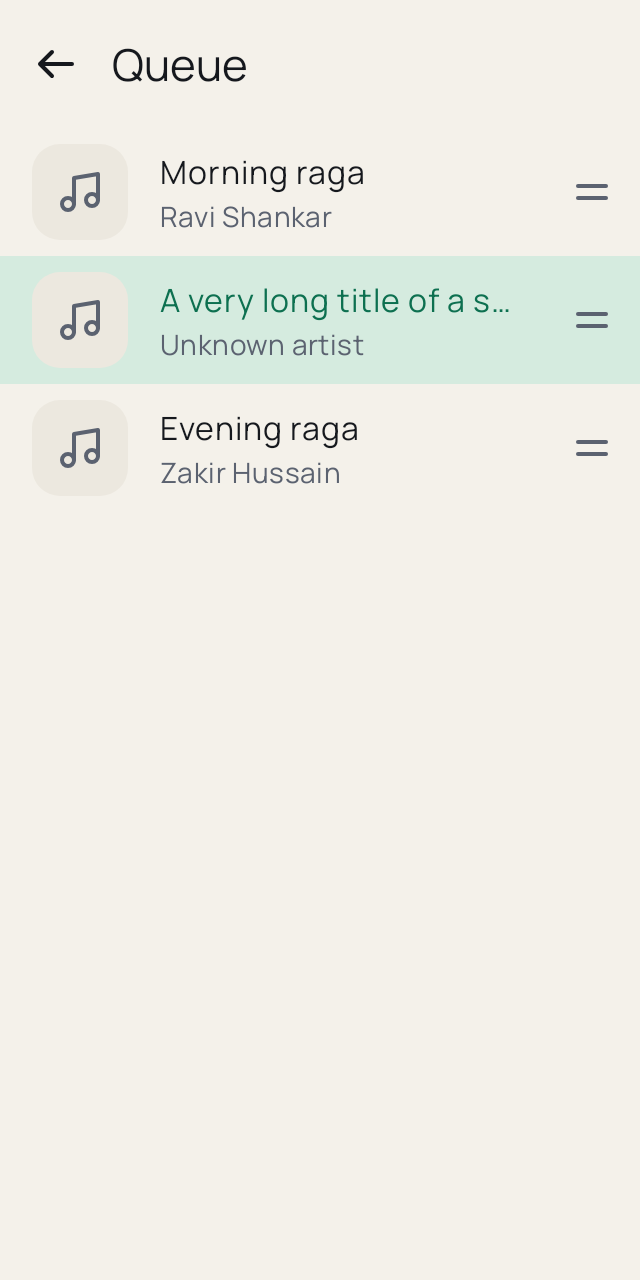 Queue
Morning raga
Ravi Shankar
A very long title of a s…
Unknown artist
Evening raga
Zakir Hussain